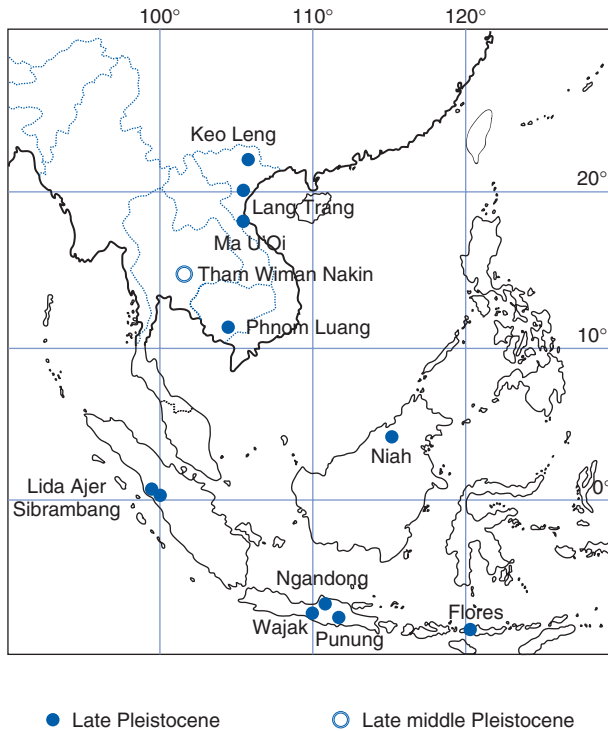 100° 110° 120°
Keo Leng
20°
Lang Trang
Ma U'Oi
Tham Wiman Nakin
Phnom Luang
10°
Niah
Lida Ajer
0°
Sibrambang
Ngandong
Flores
Wajak
Punung
Late Pleistocene Late middle Pleistocene